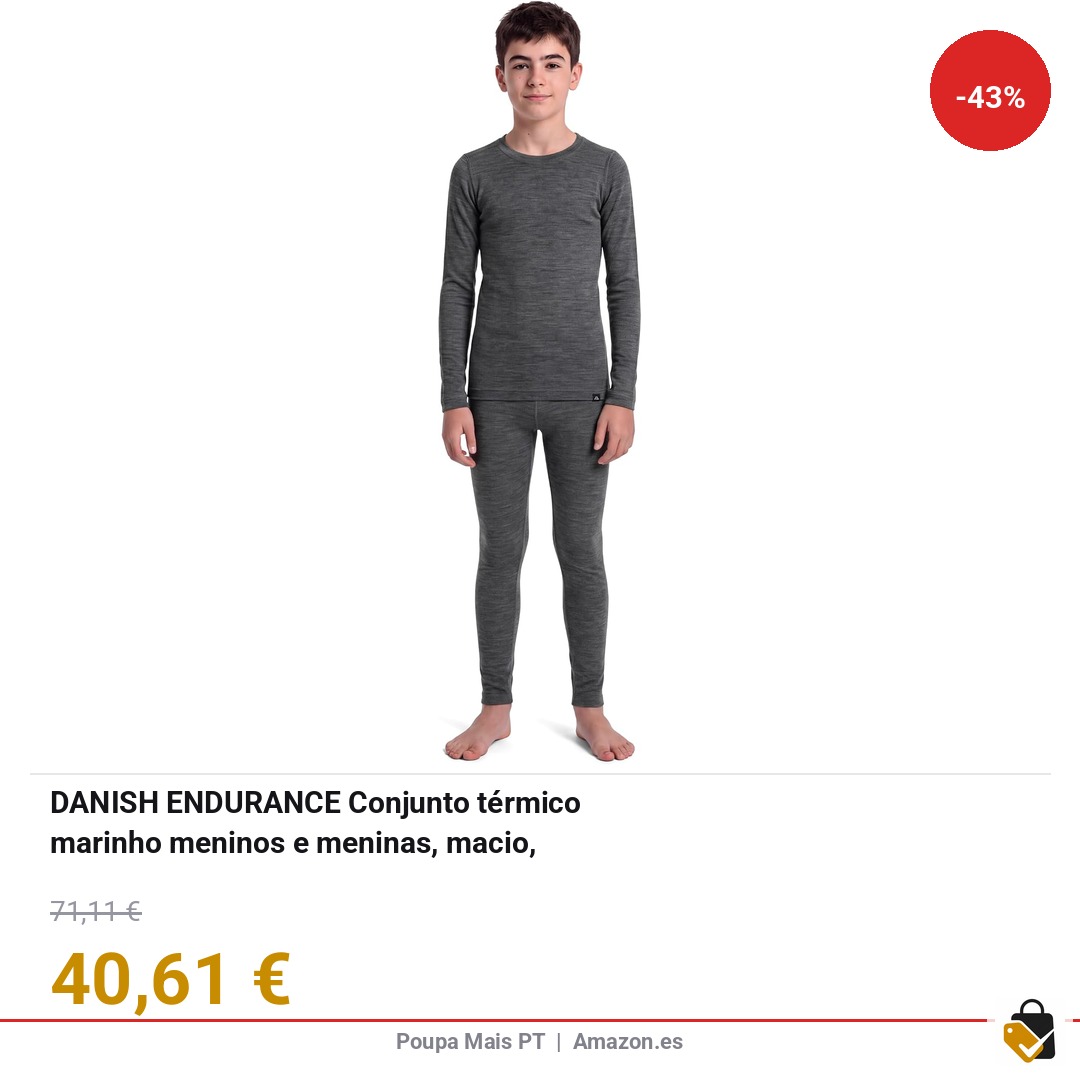 -43%
DANISH ENDURANCE Conjunto térmico
marinho meninos e meninas, macio,
71,11 €
40,61 €
Poupa Mais PT | Amazon.es